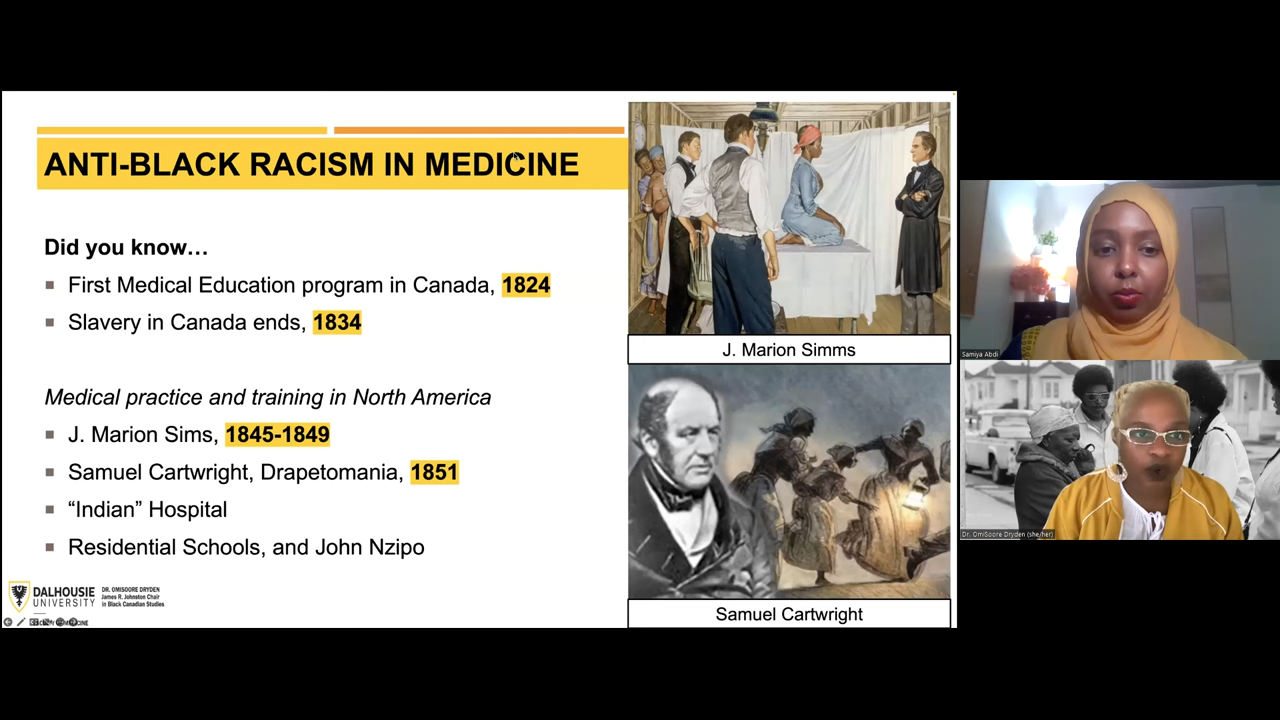 ANTI-BLACK RACISM IN MEDICINE
Did you know…
First Medical Education program in Canada, 1824
Slavery in Canada ends, 1834
Medical practice and training in North America
J. Marion Sims, 1845-1849
Samuel Cartwright, Drapetomania, 1851
“Indian” Hospital
Residential Schools, and John Nzipo
DALHOUSIE
UNIVERSITY
DR. OMISOORE DRYDEN
James R. Johnston Chair
in Black Canadian Studies
J. Marion Simms
Samuel Cartwright
Samiya Abdi
Dr. OmiSoore Dryden (she/her)